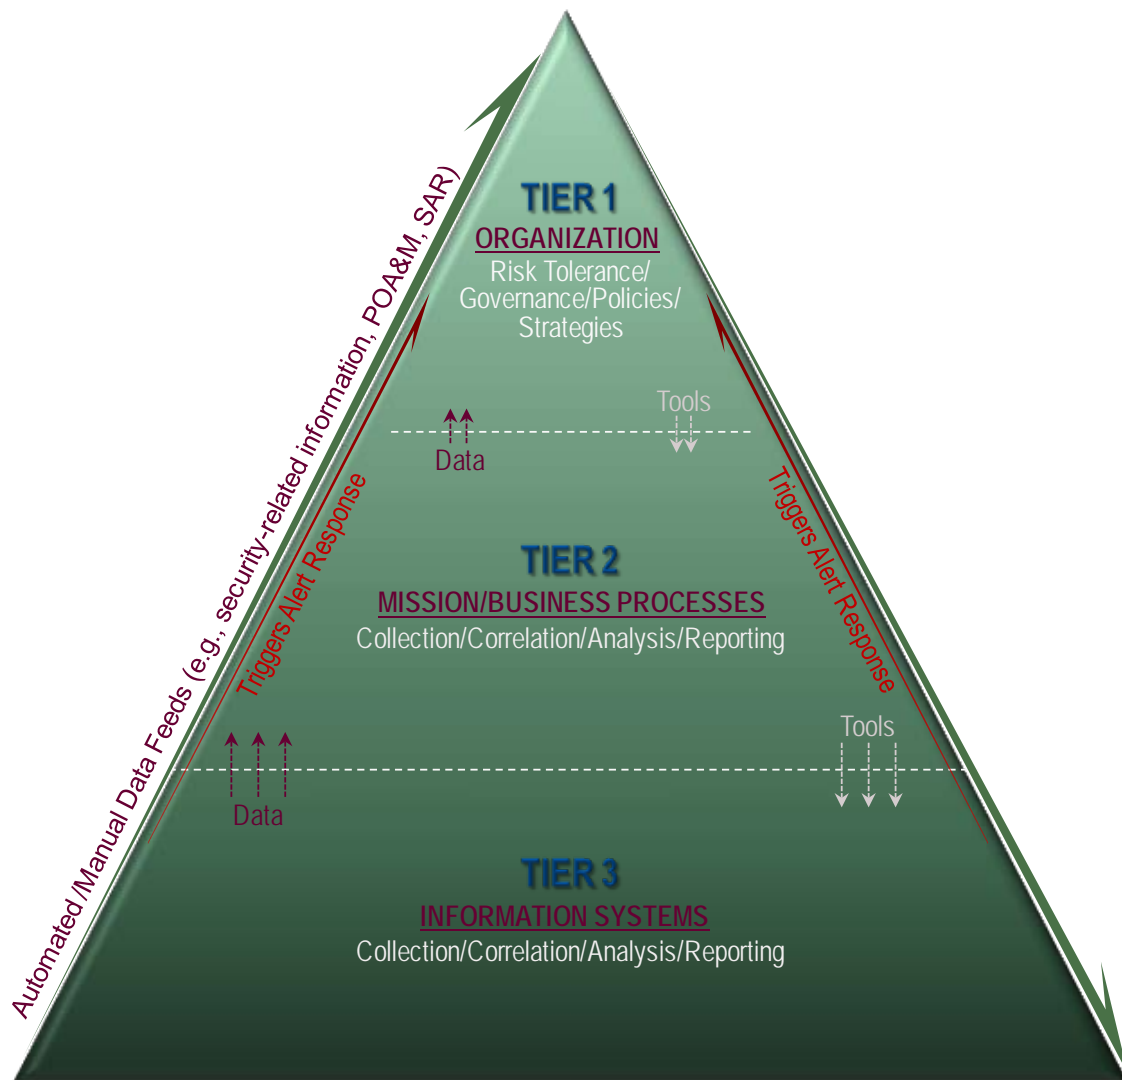 Automated /Manual Data Feeds (e.g., security-related information, POA&M, SAR)
TIER 1
ORGANIZATION
Risk Tolerance/
Governance/Policies/
Strategies
Tools
Data
Triggers Alert Response
Triggers Alert Response
TIER 2
MISSION/BUSINESS PROCESSES
Collection/Correlation/Analysis/Reporting
Tools
Data
TIER 3
INFORMATION SYSTEMS
Collection/Correlation/Analysis/Reporting